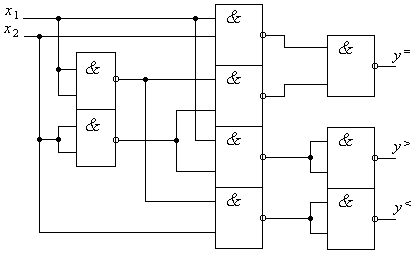 x₁ &
x₂ & y⁼
&
&
& & y˃
& & y˂